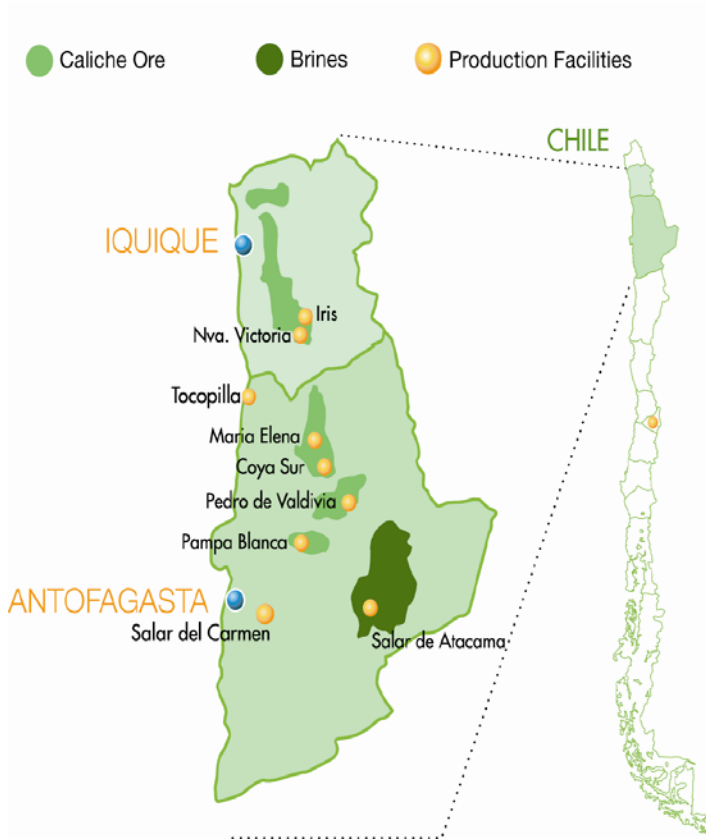 Caliche Ore
Brines
Production Facilities
CHILE
IQUIQUE
Iris
Nva. Victoria
Tocopilla
Maria Elena
Coya Sur
Pedro de Valdivia
Pampa Blanca
ANTOFAGASTA
Salar del Carmen
Salar de Atacama